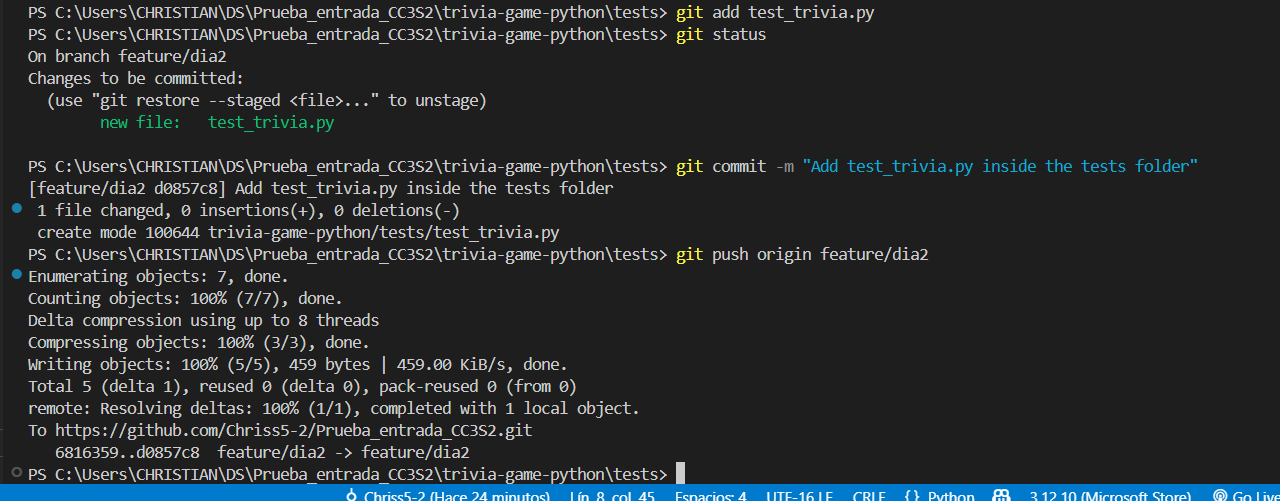 PS C:\Users\CHRISTIAN\DS\Prueba_entrada_CC3S2\trivia-game-python\tests> git add test_trivia.py
PS C:\Users\CHRISTIAN\DS\Prueba_entrada_CC3S2\trivia-game-python\tests> git status
On branch feature/dia2
Changes to be committed:
  (use "git restore --staged <file>..." to unstage)
        new file:   test_trivia.py
PS C:\Users\CHRISTIAN\DS\Prueba_entrada_CC3S2\trivia-game-python\tests> git commit -m "Add test_trivia.py inside the tests folder"
[feature/dia2 d0857c8] Add test_trivia.py inside the tests folder
 1 file changed, 0 insertions(+), 0 deletions(-)
 create mode 100644 trivia-game-python/tests/test_trivia.py
PS C:\Users\CHRISTIAN\DS\Prueba_entrada_CC3S2\trivia-game-python\tests> git push origin feature/dia2
Enumerating objects: 7, done.
Counting objects: 100% (7/7), done.
Delta compression using up to 8 threads
Compressing objects: 100% (3/3), done.
Writing objects: 100% (5/5), 459 bytes | 459.00 KiB/s, done.
Total 5 (delta 1), reused 0 (delta 0), pack-reused 0 (from 0)
remote: Resolving deltas: 100% (1/1), completed with 1 local object.
To https://github.com/Chriss5-2/Prueba_entrada_CC3S2.git
   6816359..d0857c8  feature/dia2 -> feature/dia2
PS C:\Users\CHRISTIAN\DS\Prueba_entrada_CC3S2\trivia-game-python\tests>
Chriss5-2 (Hace 24 minutos) Lín. 8, col. 45 Espacios: 4 UTF-16 LE CRLF {} Python 3.12.10 (Microsoft Store) Go Live